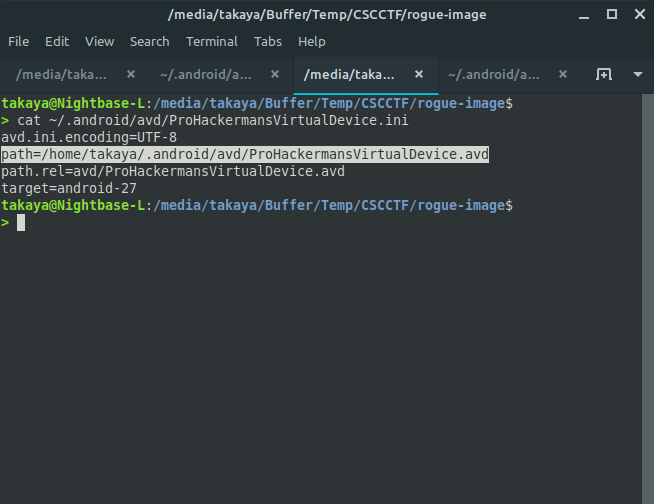 /media/takaya/Buffer/Temp/CSCCTF/rogue-image
File Edit View Search Terminal Tabs Help
/media/taka... × ~/.android/a... × /media/taka... × ~/.android/a... ×
takaya@Nightbase-L:/media/takaya/Buffer/Temp/CSCCTF/rogue-image$
> cat ~/.android/avd/ProHackermansVirtualDevice.ini
avd.ini.encoding=UTF-8
path=/home/takaya/.android/avd/ProHackermansVirtualDevice.avd
path.rel=avd/ProHackermansVirtualDevice.avd
target=android-27
takaya@Nightbase-L:/media/takaya/Buffer/Temp/CSCCTF/rogue-image$
>